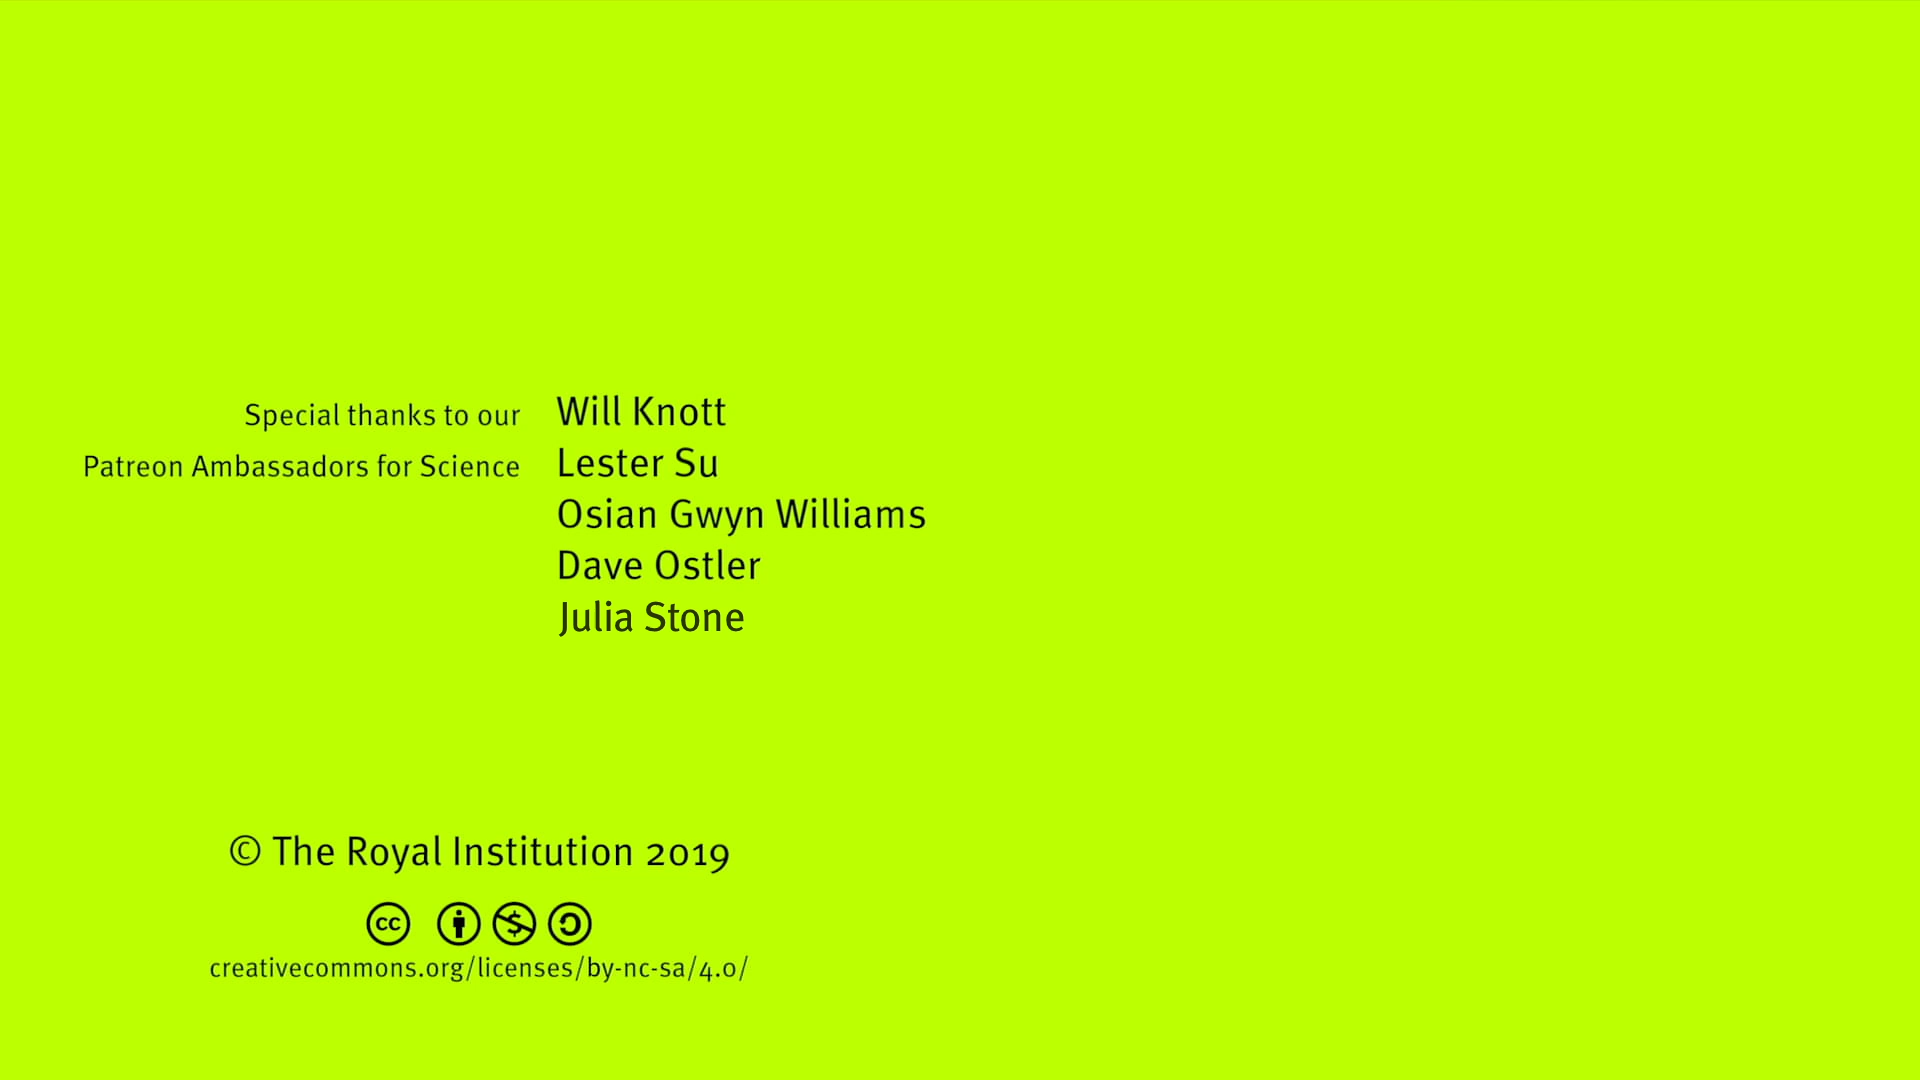 Special thanks to our Will Knott
Patreon Ambassadors for Science Lester Su
Osian Gwyn Williams
Dave Ostler
Julia Stone
© The Royal Institution 2019
cc
creativecommons.org/licenses/by-nc-sa/4.0/